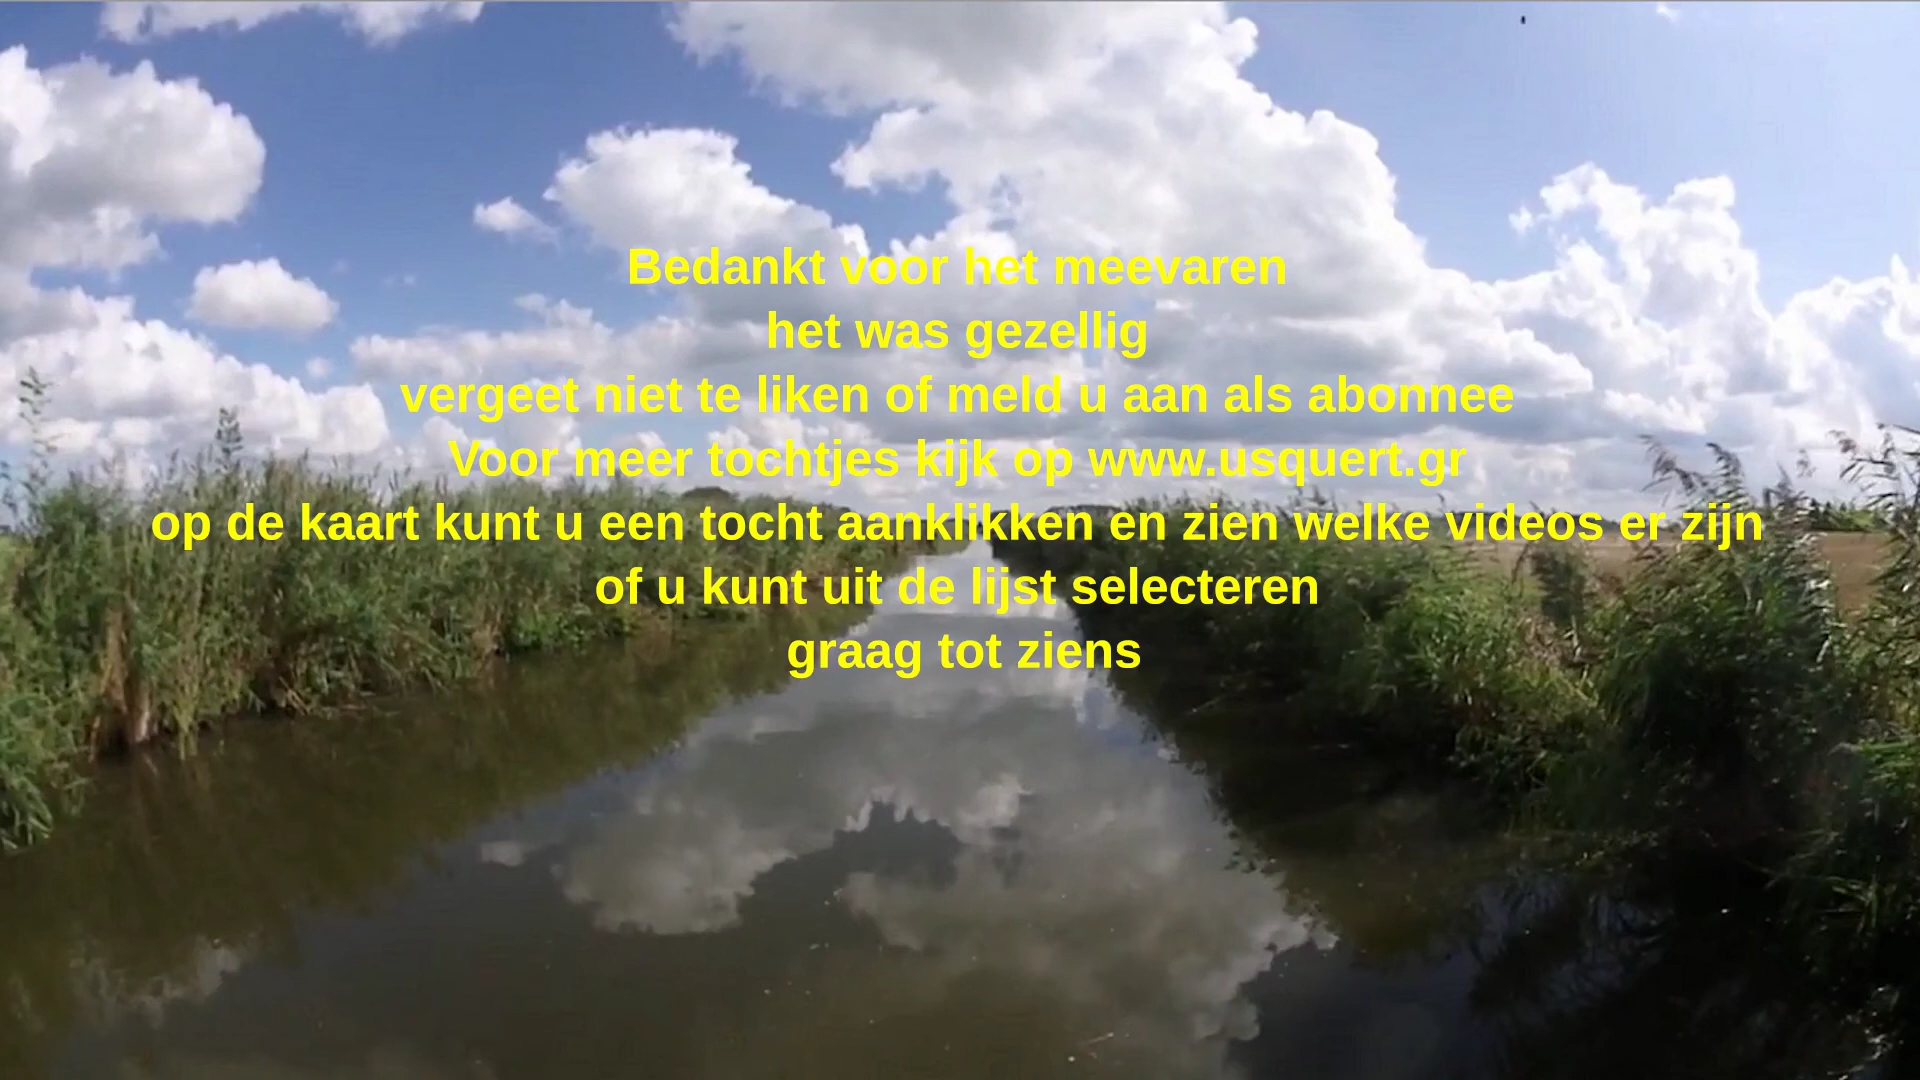 Bedankt voor het meevaren
het was gezellig
vergeet niet te liken of meld u aan als abonnee
Voor meer tochtjes kijk op www.usquert.gr
op de kaart kunt u een tocht aanklikken en zien welke videos er zijn
of u kunt uit de lijst selecteren
graag tot ziens